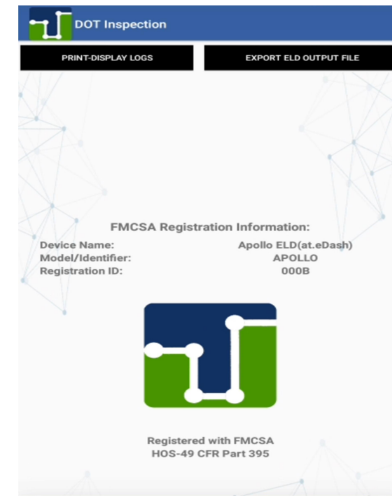 DOT Inspection
PRINT-DISPLAY LOGS EXPORT ELD OUTPUT FILE
FMCSA Registration Information:
Device Name: Apollo ELD(at.eDash)
Model/Identifier: APOLLO
Registration ID: 000B
Registered with FMCSA
HOS-49 CFR Part 395